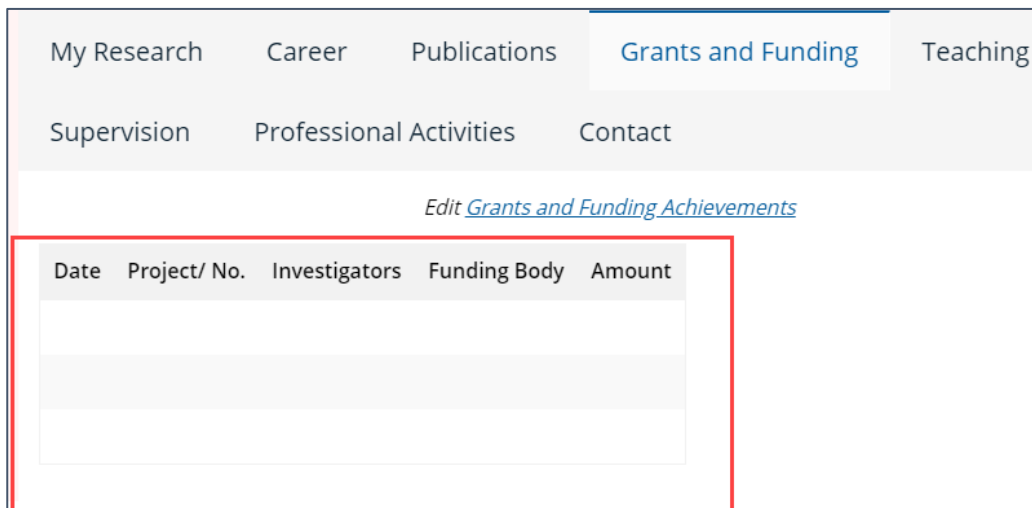 My Research Career Publications Grants and Funding Teaching
Supervision Professional Activities Contact
Edit Grants and Funding Achievements
Date Project/ No. Investigators Funding Body Amount